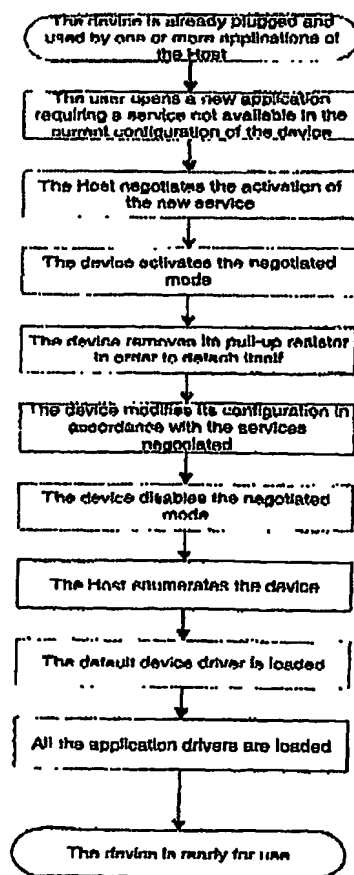 The device is already plugged and
used by one or more applications of
the Host
The user opens a new application
requiring a service not available in the
current configuration of the device
The Host negotiates the activation of
the new service
The device activates the negotiated
mode
The device removes its pull-up resistor
in order to detach itself
The device modifies its configuration in
accordance with the services
negotiated
The device disables the negotiated
mode
The Host enumerates the device
The default device driver is loaded
All the application drivers are loaded
The device is ready for use